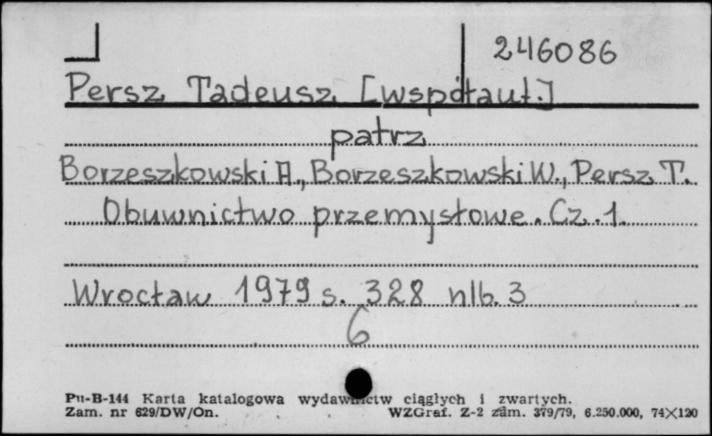 246086
Persz Tadeusz [współaut.]
patrz
Borzeszkowski A., Borzeszkowski W., Persz T.
Obuwnictwo przemysłowe. Cz. 1.
Wrocław 1979 s. 328 nlb. 3
6
Pu-B-144 Karta katalogowa wydawnictw ciągłych i zwartych.
Zam. nr 629/DW/On. WZGraf. Z-2 zam. 379/79, 6.250.000, 74×120